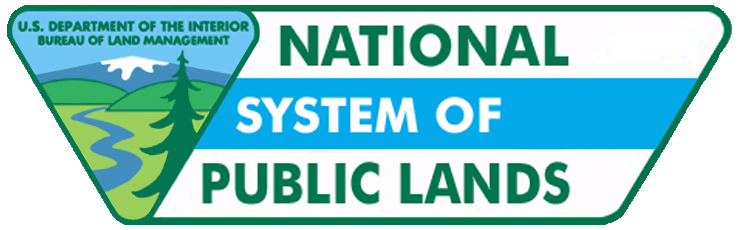 U.S. DEPARTMENT OF THE INTERIOR
BUREAU OF LAND MANAGEMENT
NATIONAL
SYSTEM OF
PUBLIC LANDS